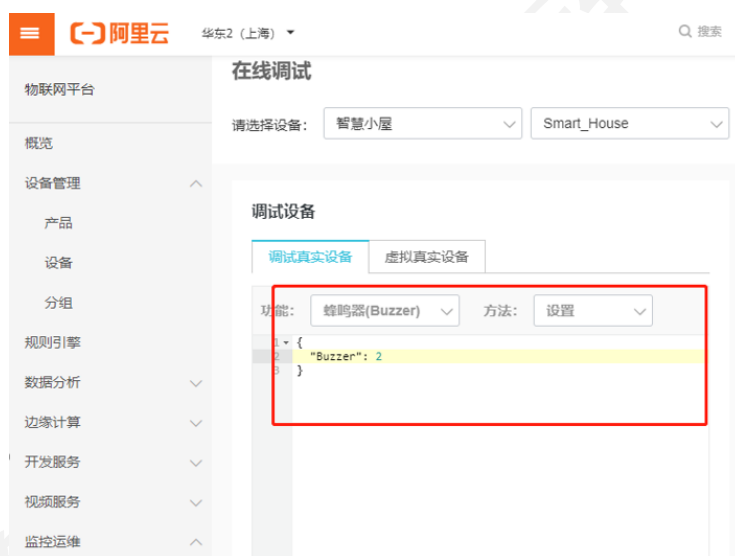 阿里云 华东2（上海） 搜索
物联网平台
概览
设备管理
产品
设备
分组
规则引擎
数据分析
边缘计算
开发服务
视频服务
监控运维
在线调试
请选择设备： 智慧小屋 Smart_House
调试设备
调试真实设备 虚拟真实设备
功能： 蜂鸣器(Buzzer) 方法： 设置
1 {
2 "Buzzer": 2
3 }